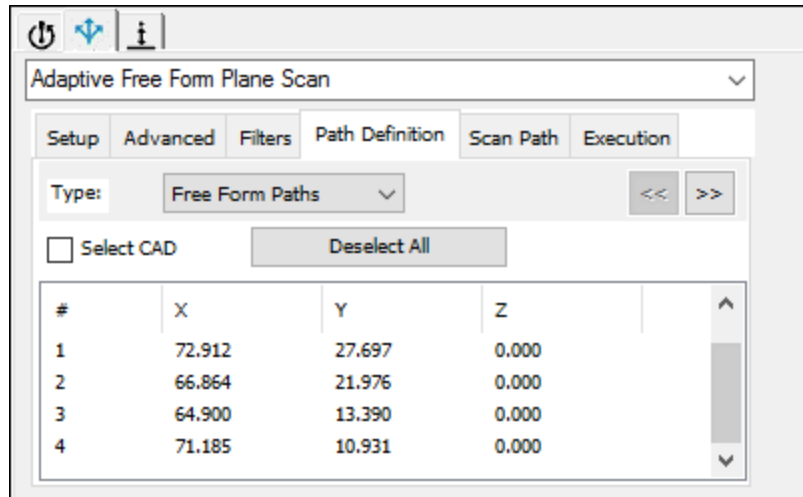 Adaptive Free Form Plane Scan
Setup Advanced Filters Path Definition Scan Path Execution
Type: Free Form Paths << >>
Select CAD Deselect All
# X Y Z
1 72.912 27.697 0.000
2 66.864 21.976 0.000
3 64.900 13.390 0.000
4 71.185 10.931 0.000